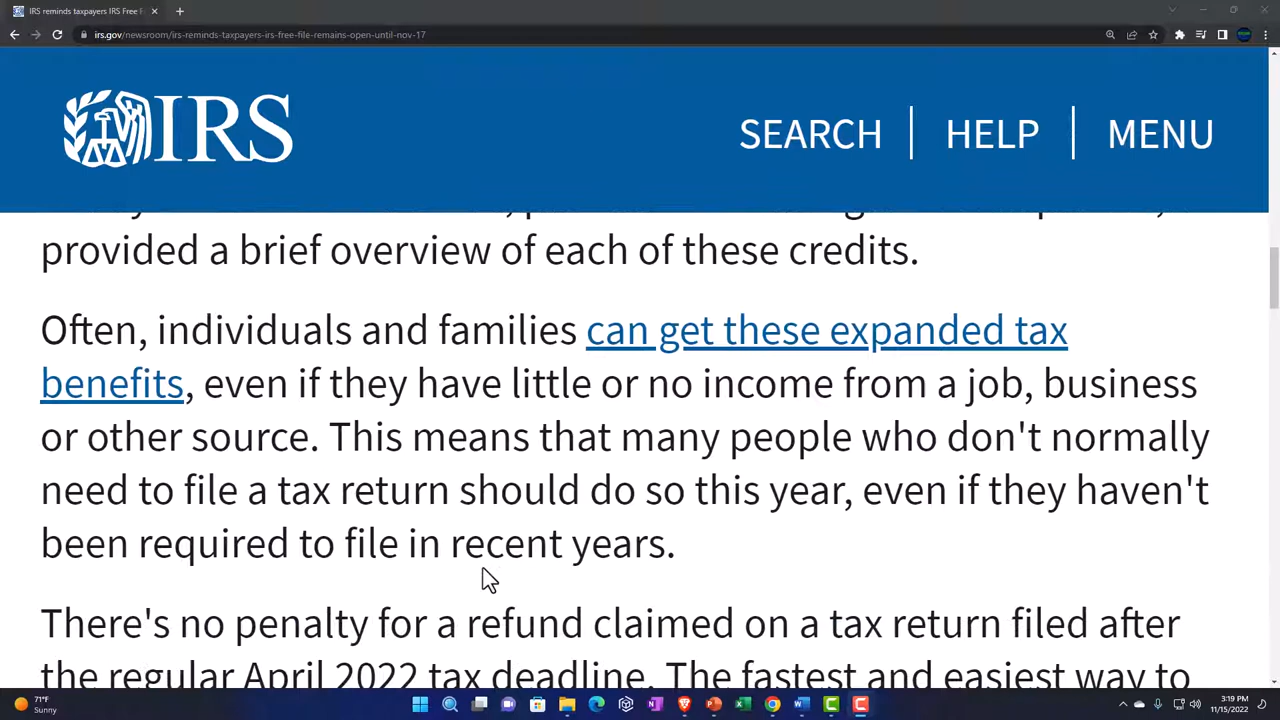 IRS reminds taxpayers IRS Free F
irs.gov/newsroom/irs-reminds-taxpayers-irs-free-file-remains-open-until-nov-17
IRS
SEARCH
HELP
MENU
provided a brief overview of each of these credits.
Often, individuals and families can get these expanded tax
benefits, even if they have little or no income from a job, business
or other source. This means that many people who don't normally
need to file a tax return should do so this year, even if they haven't
been required to file in recent years.
There's no penalty for a refund claimed on a tax return filed after
the regular April 2022 tax deadline. The fastest and easiest way to
71°F
Sunny
3:19 PM
11/15/2022